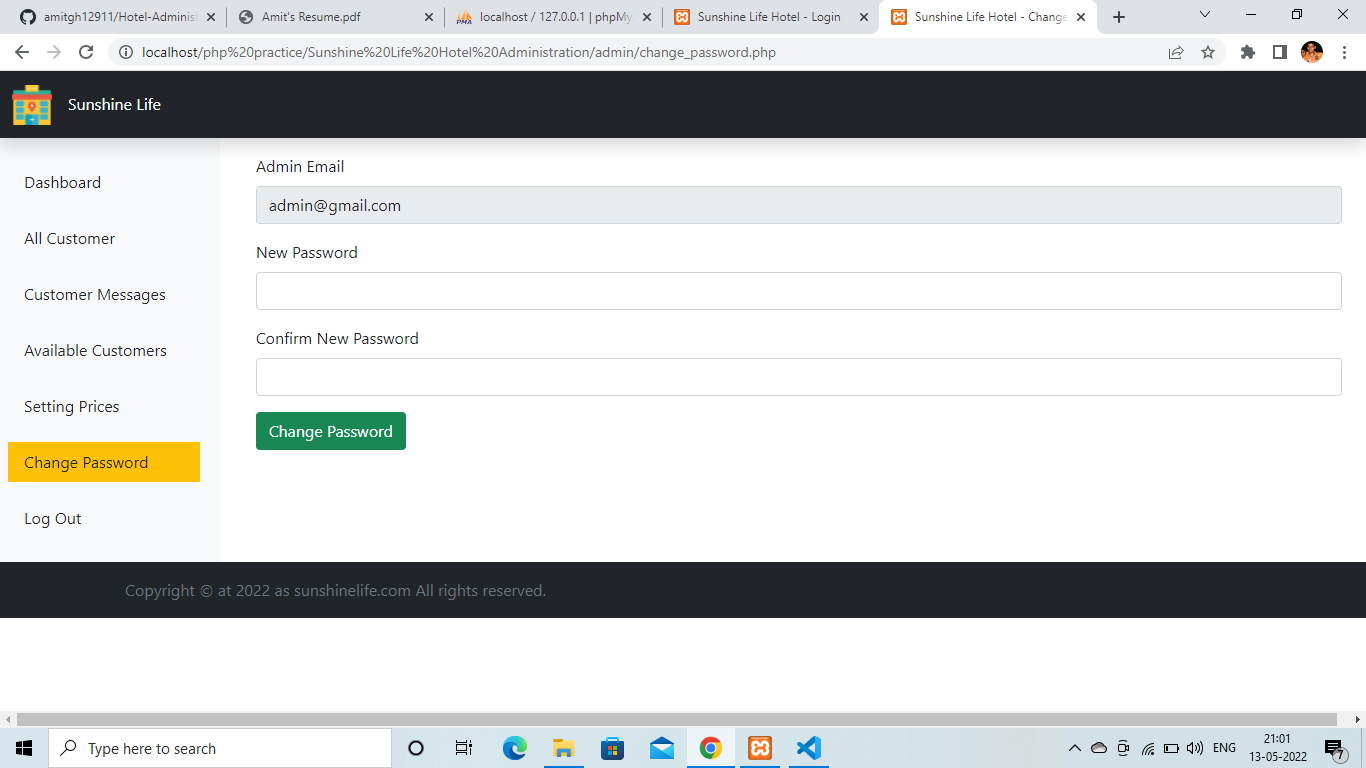 amitgh12911/Hotel-Adminis
Amit's Resume.pdf
localhost / 127.0.0.1 | phpMy
Sunshine Life Hotel - Login
Sunshine Life Hotel - Change
localhost/php%20practice/Sunshine%20Life%20Hotel%20Administration/admin/change_password.php
Sunshine Life
Dashboard
All Customer
Customer Messages
Available Customers
Setting Prices
Change Password
Log Out
Admin Email
admin@gmail.com
New Password
Confirm New Password
Change Password
Copyright © at 2022 as sunshinelife.com All rights reserved.
Type here to search
ENG
21:01
13-05-2022
7